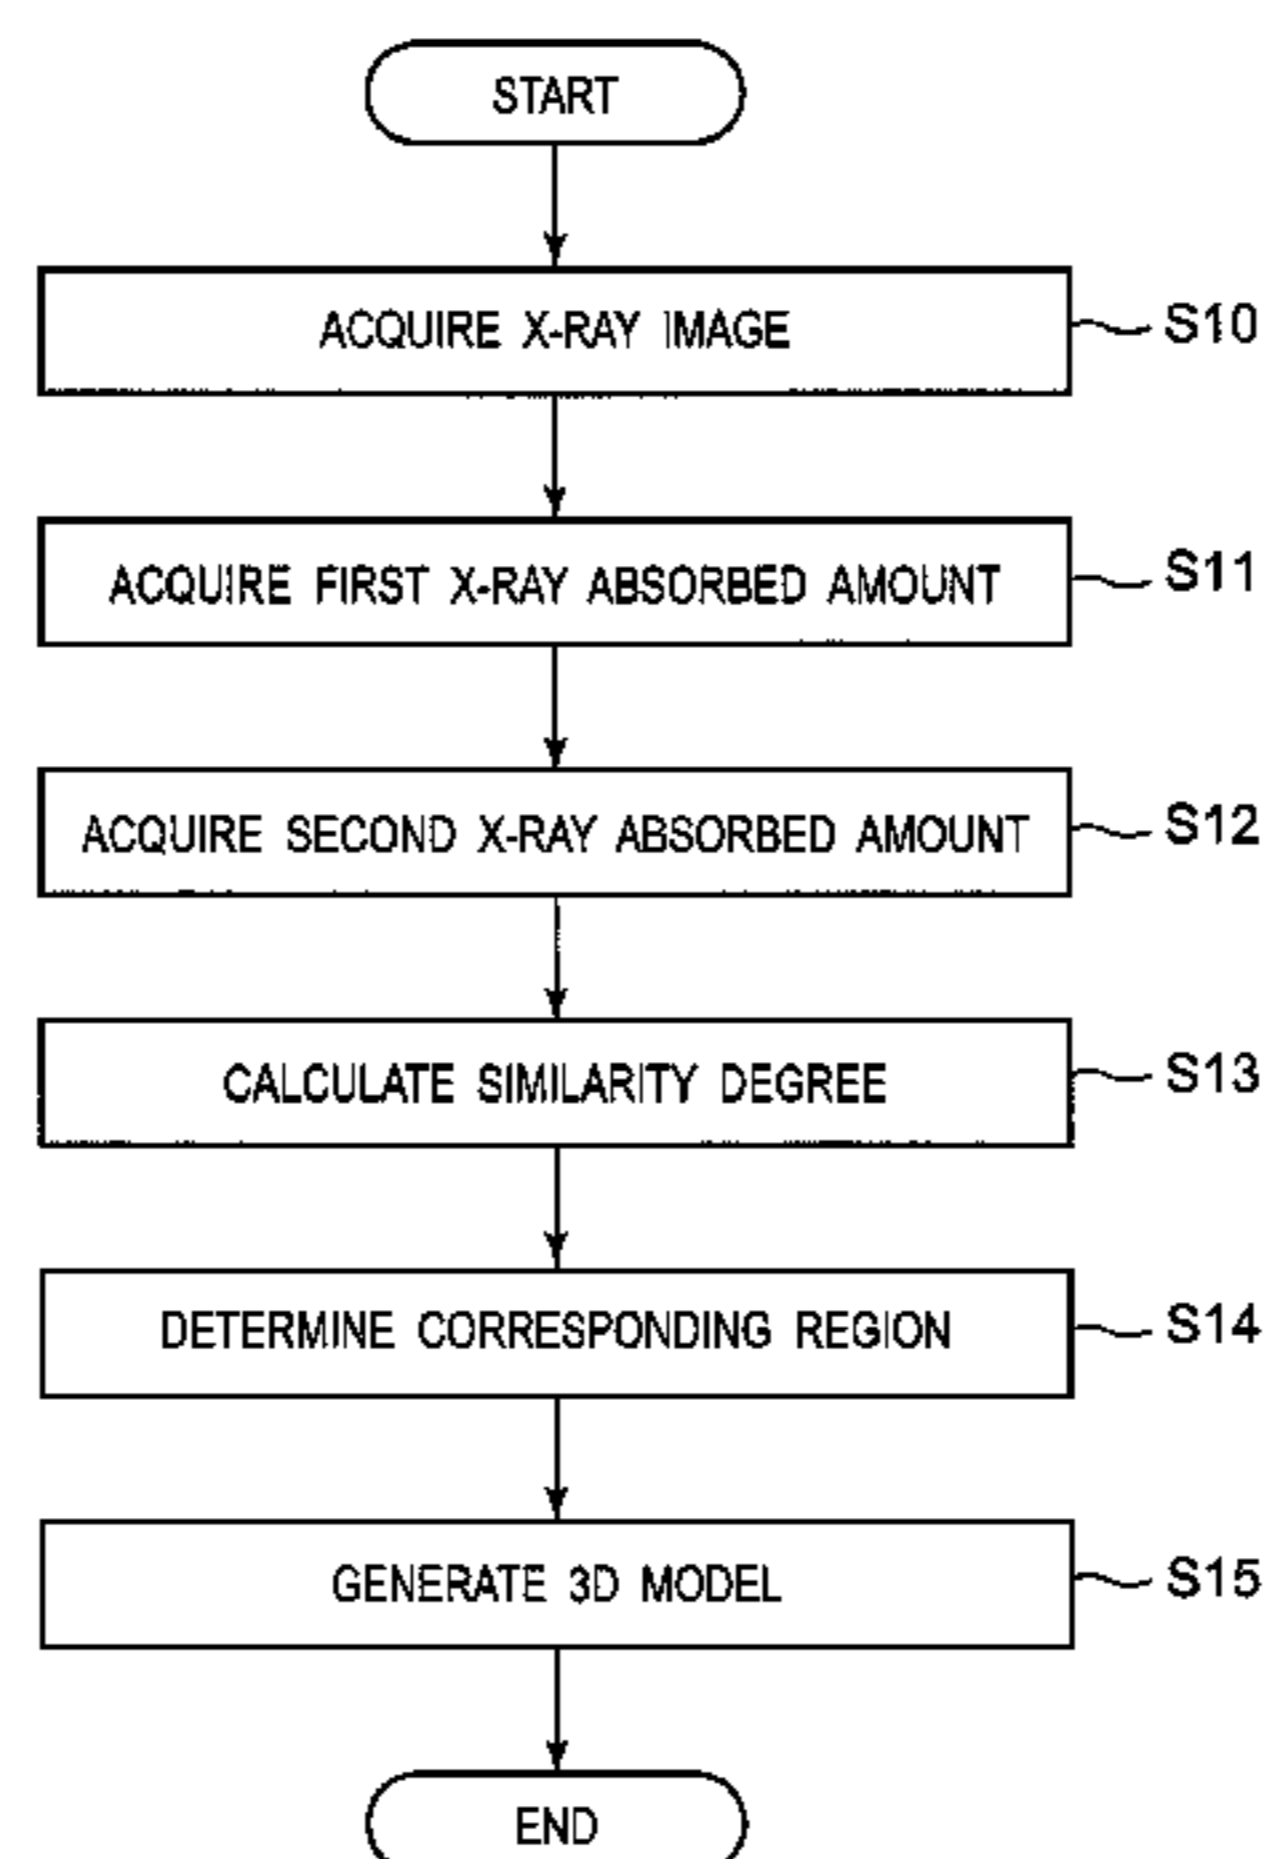 START
ACQUIRE X-RAY IMAGE
S10
ACQUIRE FIRST X-RAY ABSORBED AMOUNT
S11
ACQUIRE SECOND X-RAY ABSORBED AMOUNT
S12
CALCULATE SIMILARITY DEGREE
S13
DETERMINE CORRESPONDING REGION
S14
GENERATE 3D MODEL
S15
END